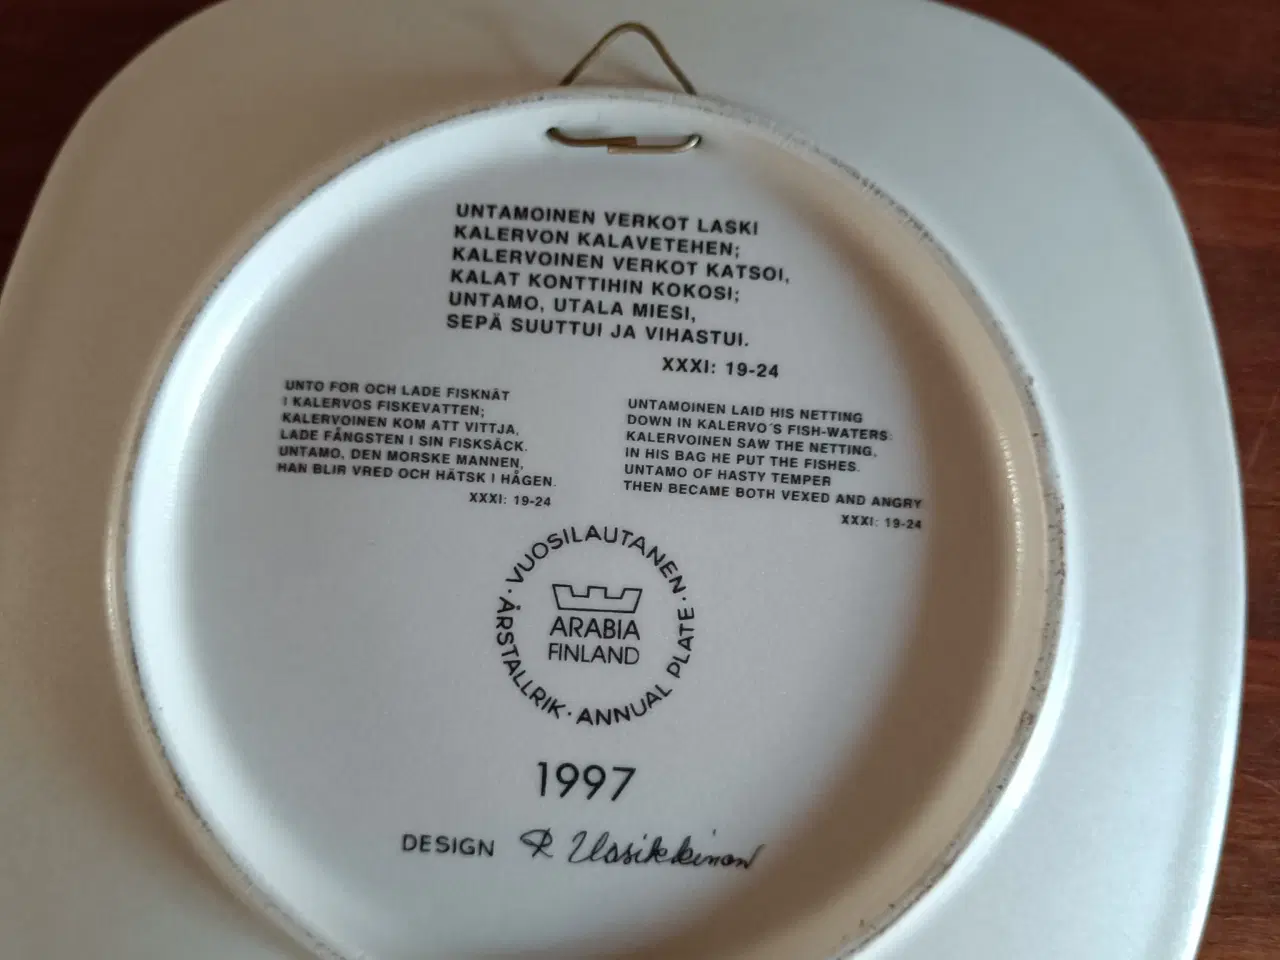 UNTAMOINEN VERKOT LASKI
KALERVON KALAVETEHEN;
KALERVOINEN VERKOT KATSOI,
KALAT KONTTIHIN KOKOSI;
UNTAMO, UTALA MIESI,
SEPÄ SUUTTUI JA VIHASTUI.
XXXI: 19-24
UNTO FOR OCH LADE FISKNÄT
I KALERVOS FISKEVATTEN;
KALERVOINEN KOM ATT VITTJA,
LADE FÅNGSTEN I SIN FISKSÄCK.
UNTAMO, DEN MORSKE MANNEN,
HAN BLIR VRED OCH HÄTSK I HÅGEN.
XXXI: 19-24
UNTAMOINEN LAID HIS NETTING
DOWN IN KALERVO´S FISH-WATERS:
KALERVOINEN SAW THE NETTING,
IN HIS BAG HE PUT THE FISHES.
UNTAMO OF HASTY TEMPER
THEN BECAME BOTH VEXED AND ANGRY
XXXI: 19-24
· VUOSILAUTANEN ·
ARABIA
FINLAND
ÅRSTALLRIK · ANNUAL PLATE
1997
DESIGN R Uosikkinen